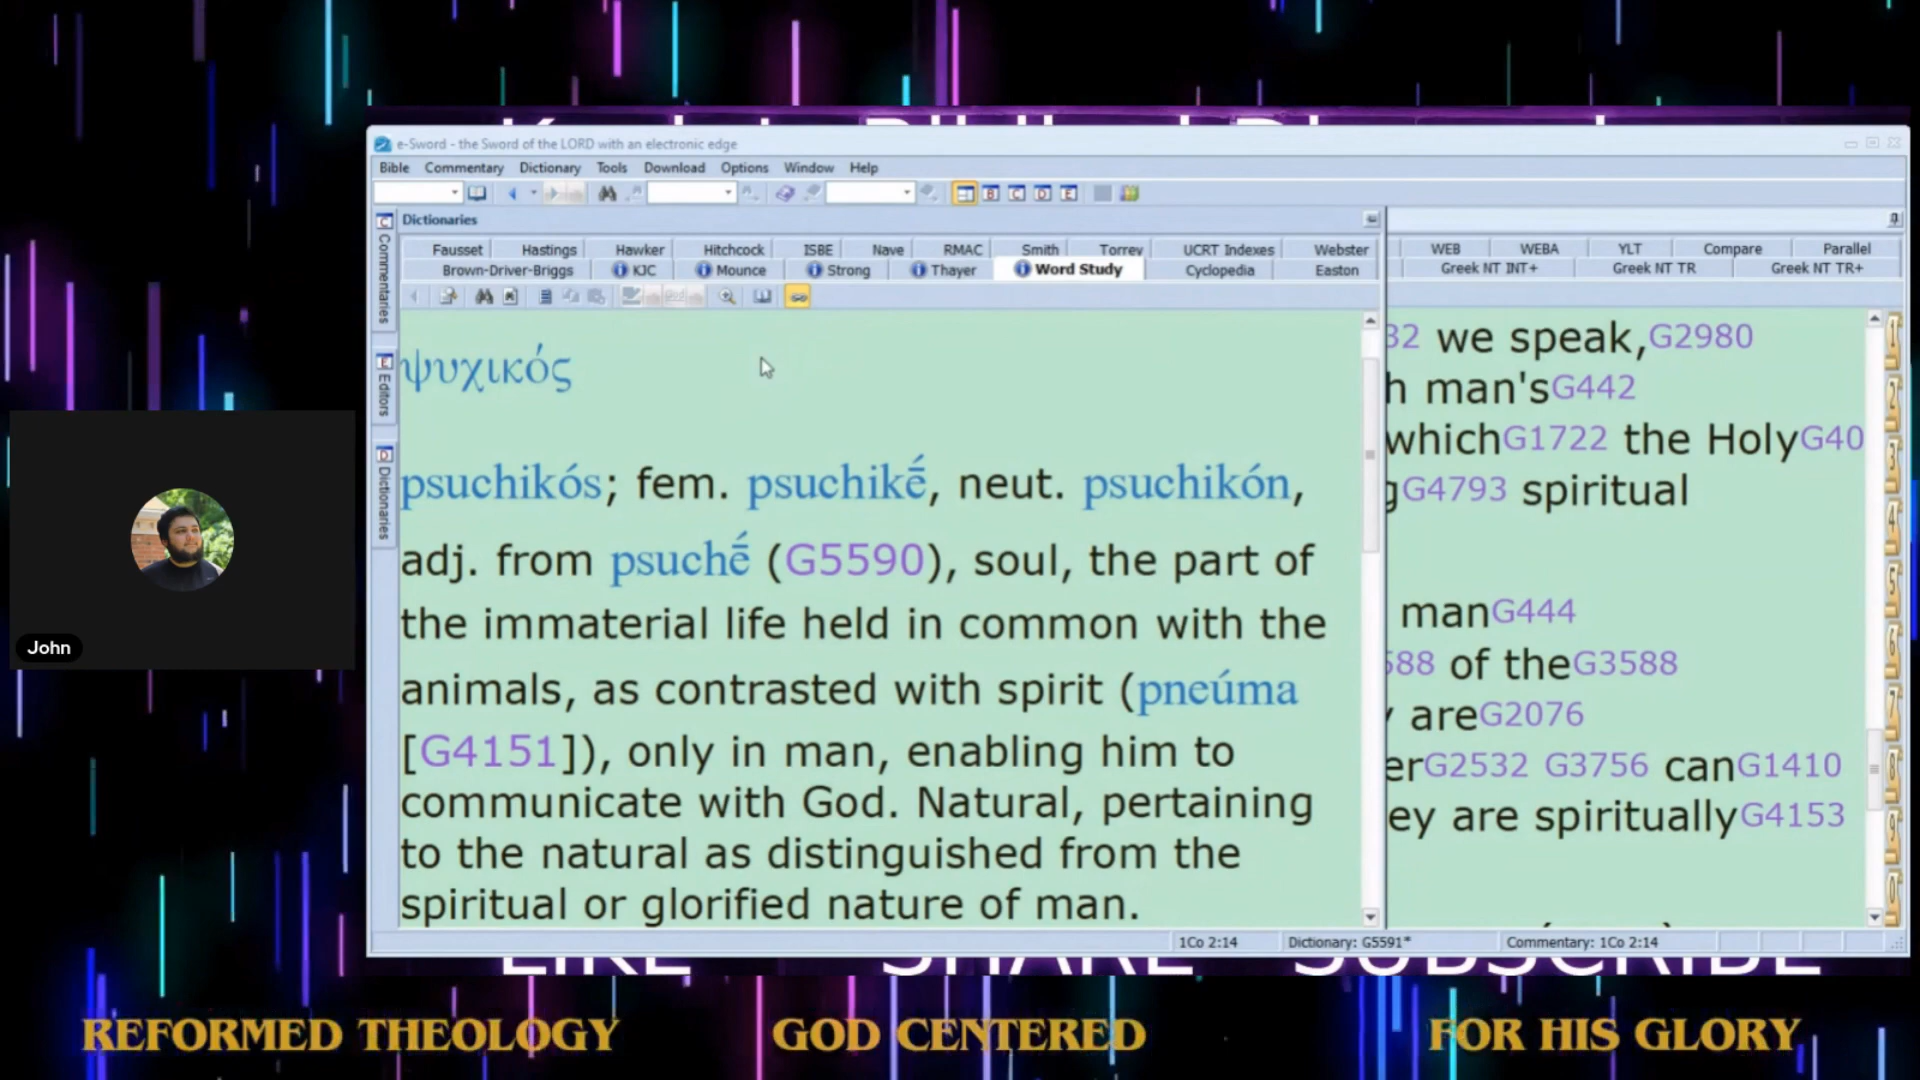 e-Sword - the Sword of the LORD with an electronic edge
Bible Commentary Dictionary Tools Download Options Window Help
Dictionaries
Fausset Hastings Hawker Hitchcock ISBE Nave RMAC Smith Torrey UCRT Indexes Webster
Brown-Driver-Briggs KJC Mounce Strong Thayer Word Study Cyclopedia Easton
WEB WEBA YLT Compare Parallel
Greek NT INT+ Greek NT TR Greek NT TR+
Commentaries
Editors
Dictionaries
ψυχικός
psuchikós; fem. psuchikḗ, neut. psuchikón,
adj. from psuchḗ (G5590), soul, the part of
the immaterial life held in common with the
animals, as contrasted with spirit (pneúma
[G4151]), only in man, enabling him to
communicate with God. Natural, pertaining
to the natural as distinguished from the
spiritual or glorified nature of man.
we speak,G2980
man'sG442
whichG1722 the HolyG40
G4793 spiritual
manG444
of theG3588
areG2076
G2532 G3756 canG1410
are spirituallyG4153
1Co 2:14 Dictionary: G5591* Commentary: 1Co 2:14
John
LIKE SHARE SUBSCRIBE
REFORMED THEOLOGY GOD CENTERED FOR HIS GLORY